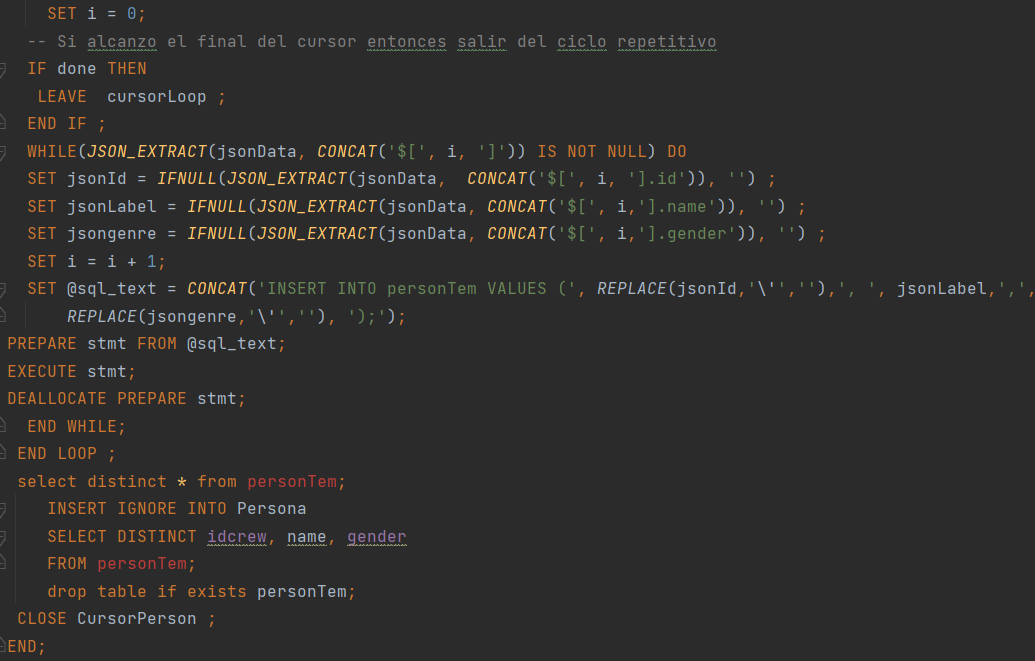 SET i = 0;
-- Si alcanzo el final del cursor entonces salir del ciclo repetitivo
IF done THEN
LEAVE  cursorLoop ;
END IF ;
WHILE(JSON_EXTRACT(jsonData, CONCAT('$[', i, ']')) IS NOT NULL) DO
SET jsonId = IFNULL(JSON_EXTRACT(jsonData,  CONCAT('$[', i, '].id')), '') ;
SET jsonLabel = IFNULL(JSON_EXTRACT(jsonData, CONCAT('$[', i,'].name')), '') ;
SET jsongenre = IFNULL(JSON_EXTRACT(jsonData, CONCAT('$[', i,'].gender')), '') ;
SET i = i + 1;
SET @sql_text = CONCAT('INSERT INTO personTem VALUES (', REPLACE(jsonId,'\'',''),', ', jsonLabel,',',
REPLACE(jsongenre,'\'',''), ');');
PREPARE stmt FROM @sql_text;
EXECUTE stmt;
DEALLOCATE PREPARE stmt;
END WHILE;
END LOOP ;
select distinct * from personTem;
INSERT IGNORE INTO Persona
SELECT DISTINCT idcrew, name, gender
FROM personTem;
drop table if exists personTem;
CLOSE CursorPerson ;
END;